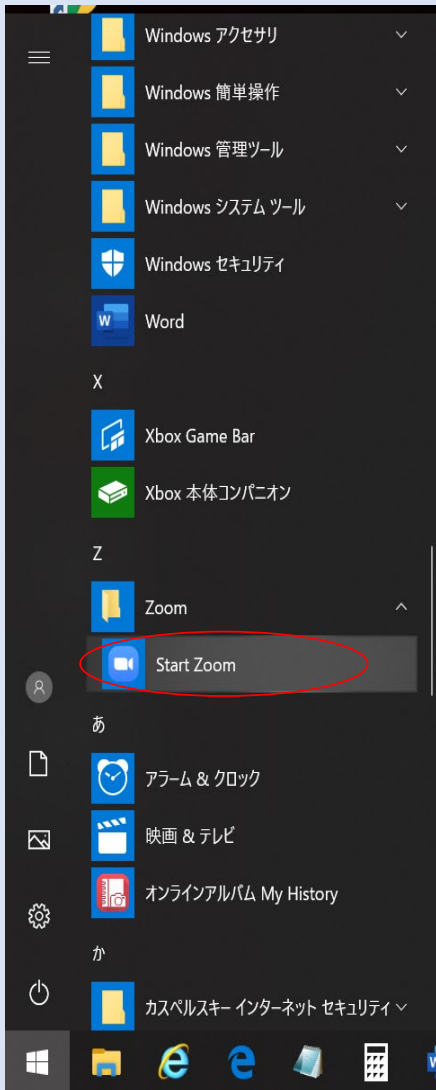 Windows アクセサリ
Windows 簡単操作
Windows 管理ツール
Windows システム ツール
Windows セキュリティ
Word
X
Xbox Game Bar
Xbox 本体コンパニオン
Z
Zoom
Start Zoom
あ
アラーム & クロック
映画 & テレビ
オンラインアルバム My History
か
カスペルスキー インターネット セキュリティ